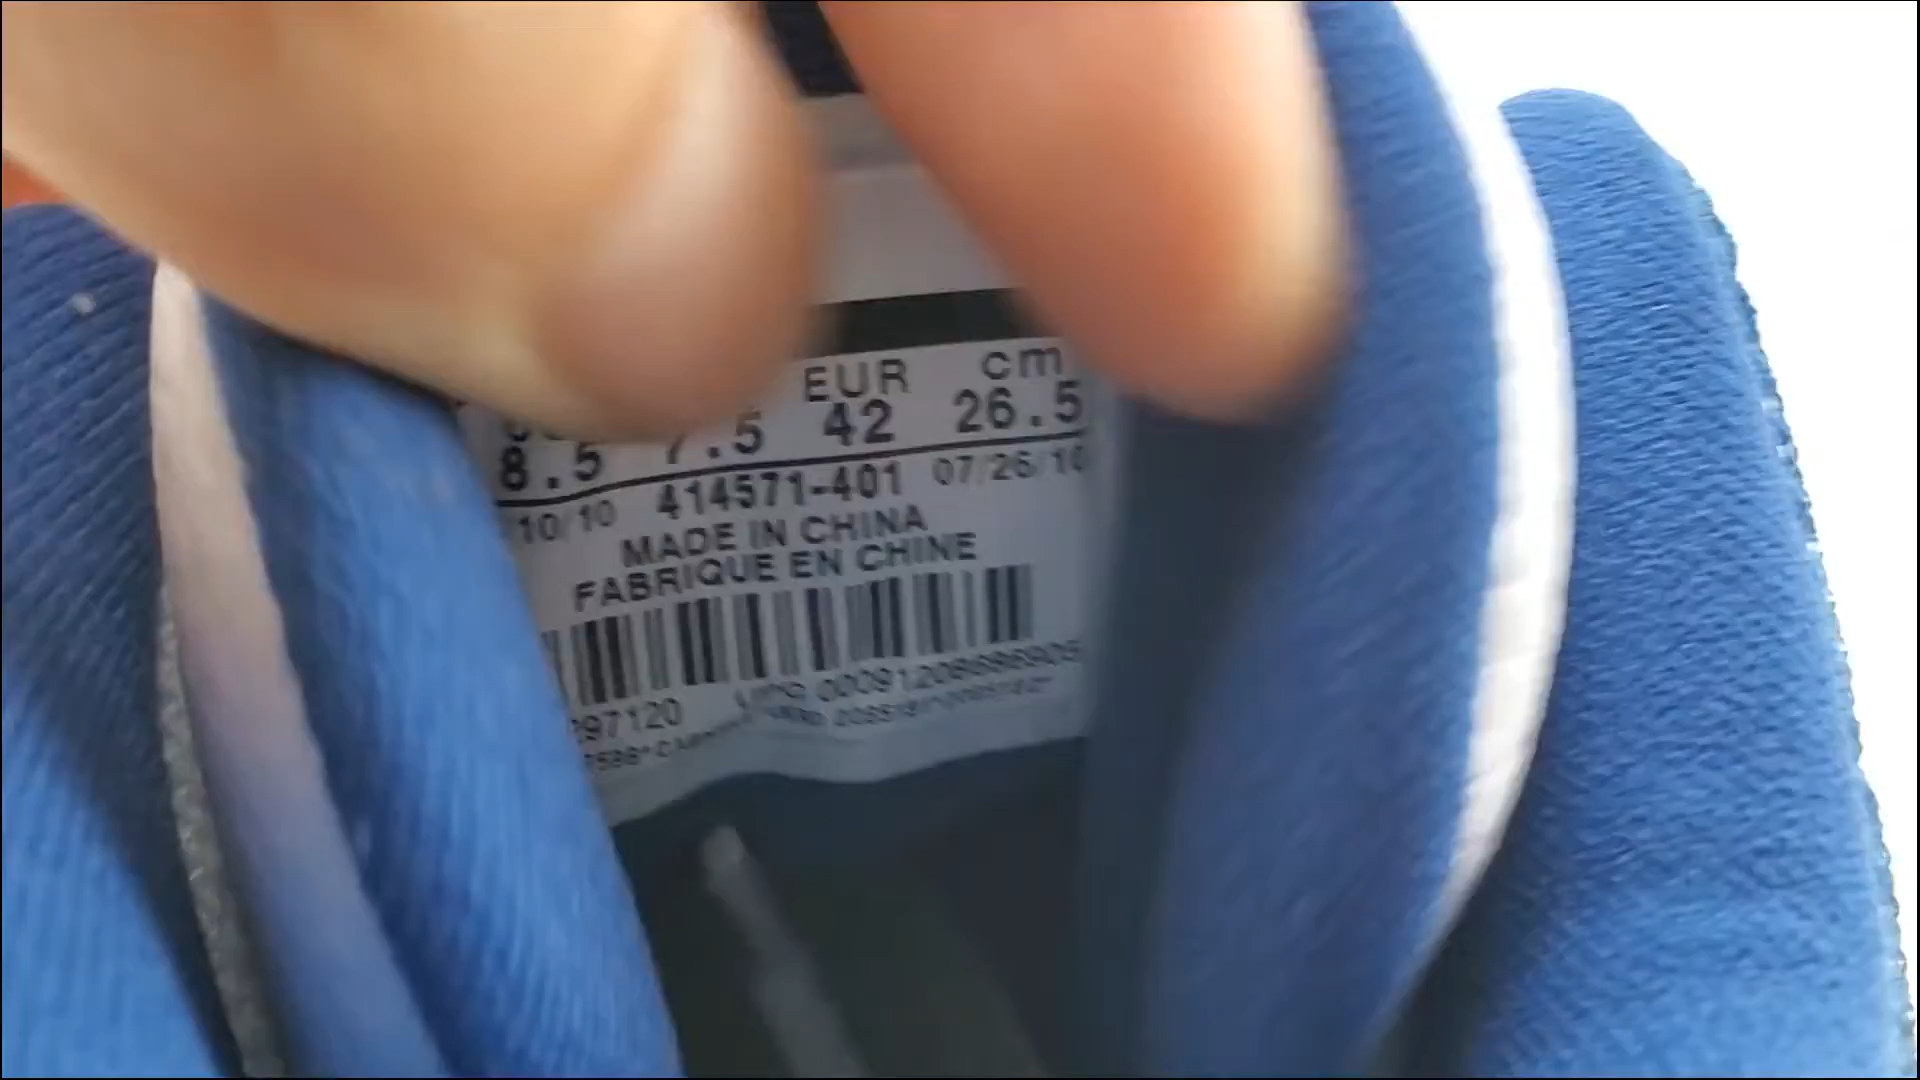 EUR cm
8.5 7.5 42 26.5
/10/10 414571-401 07/26/10
MADE IN CHINA
FABRIQUE EN CHINE
297120